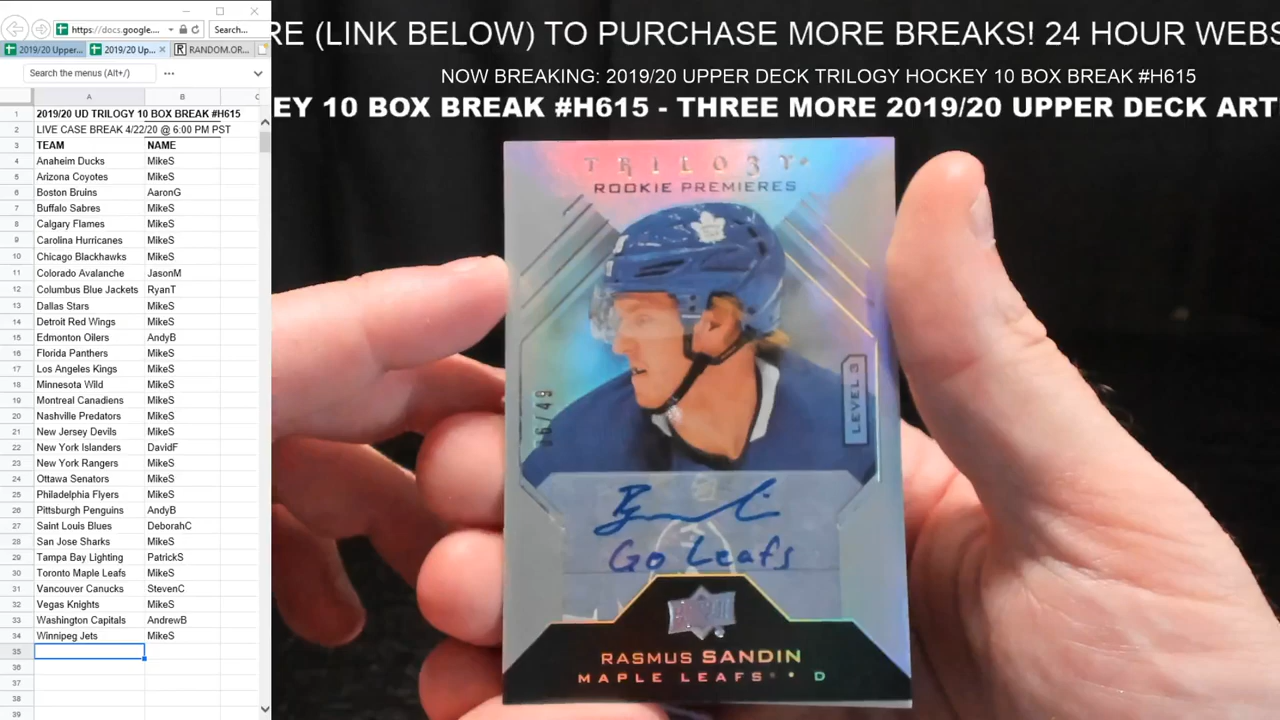 https://docs.google.com
Search...
2019/20 Upper...
2019/20 Up...
RANDOM.OR...
Search the menus (Alt+/)
A B C
1 2019/20 UD TRILOGY 10 BOX BREAK #H615
2 LIVE CASE BREAK 4/22/20 @ 6:00 PM PST
3 TEAM NAME
4 Anaheim Ducks MikeS
5 Arizona Coyotes MikeS
6 Boston Bruins AaronG
7 Buffalo Sabres MikeS
8 Calgary Flames MikeS
9 Carolina Hurricanes MikeS
10 Chicago Blackhawks MikeS
11 Colorado Avalanche JasonM
12 Columbus Blue Jackets RyanT
13 Dallas Stars MikeS
14 Detroit Red Wings MikeS
15 Edmonton Oilers AndyB
16 Florida Panthers MikeS
17 Los Angeles Kings MikeS
18 Minnesota Wild MikeS
19 Montreal Canadiens MikeS
20 Nashville Predators MikeS
21 New Jersey Devils MikeS
22 New York Islanders DavidF
23 New York Rangers MikeS
24 Ottawa Senators MikeS
25 Philadelphia Flyers MikeS
26 Pittsburgh Penguins AndyB
27 Saint Louis Blues DeborahC
28 San Jose Sharks MikeS
29 Tampa Bay Lighting PatrickS
30 Toronto Maple Leafs MikeS
31 Vancouver Canucks StevenC
32 Vegas Knights MikeS
33 Washington Capitals AndrewB
34 Winnipeg Jets MikeS
35
36
37
38
39
RE (LINK BELOW) TO PURCHASE MORE BREAKS! 24 HOUR WEBS
NOW BREAKING: 2019/20 UPPER DECK TRILOGY HOCKEY 10 BOX BREAK #H615
EY 10 BOX BREAK #H615 - THREE MORE 2019/20 UPPER DECK ART
TRILOGY
ROOKIE PREMIERES
LEVEL 3
Go Leafs
RASMUS SANDIN
MAPLE LEAFS • D